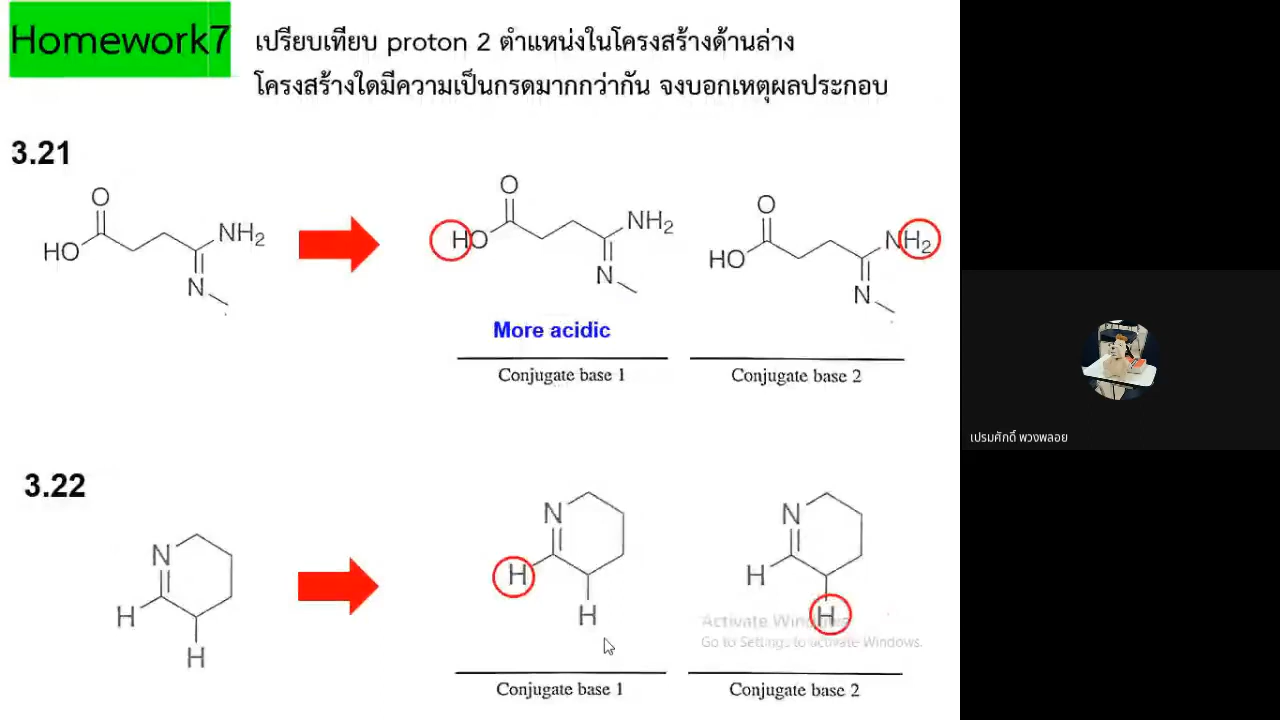 Homework7
เปรียบเทียบ proton 2 ตำแหน่งในโครงสร้างด้านล่าง
โครงสร้างใดมีความเป็นกรดมากกว่ากัน จงบอกเหตุผลประกอบ
3.21
O
HO
NH2
N
O
HO
NH2
N
O
HO
NH2
N
More acidic
Conjugate base 1
Conjugate base 2
เปรมศักดิ์ พวงพลอย
3.22
N
H
H
N
H
H
N
H
H
Activate Windows
Go to Settings to activate Windows.
Conjugate base 1
Conjugate base 2